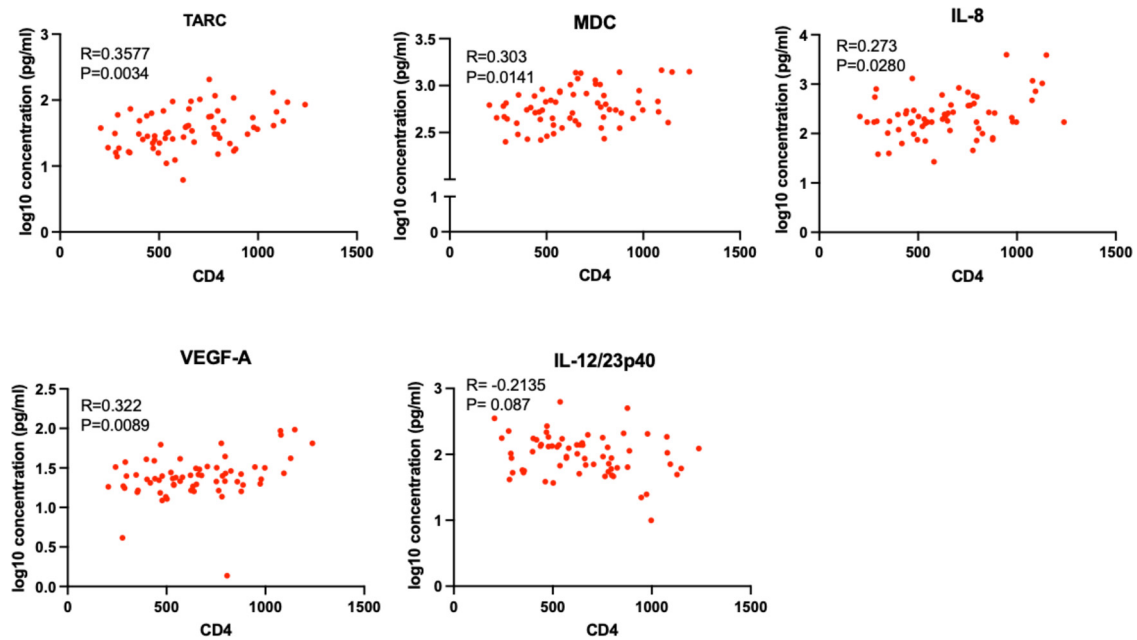 TARC
R=0.3577
P=0.0034
log10 concentration (pg/ml)
3
2
1
0
0 500 1000 1500
CD4
MDC
R=0.303
P=0.0141
log10 concentration (pg/ml)
3.5
3.0
2.5
1
0
0 500 1000 1500
CD4
IL-8
R=0.273
P=0.0280
log10 concentration (pg/ml)
4
3
2
1
0
0 500 1000 1500
CD4
VEGF-A
R=0.322
P=0.0089
log10 concentration (pg/ml)
2.5
2.0
1.5
1.0
0.5
0.0
0 500 1000 1500
CD4
IL-12/23p40
R= -0.2135
P= 0.087
log10 concentration (pg/ml)
3
2
1
0
0 500 1000 1500
CD4